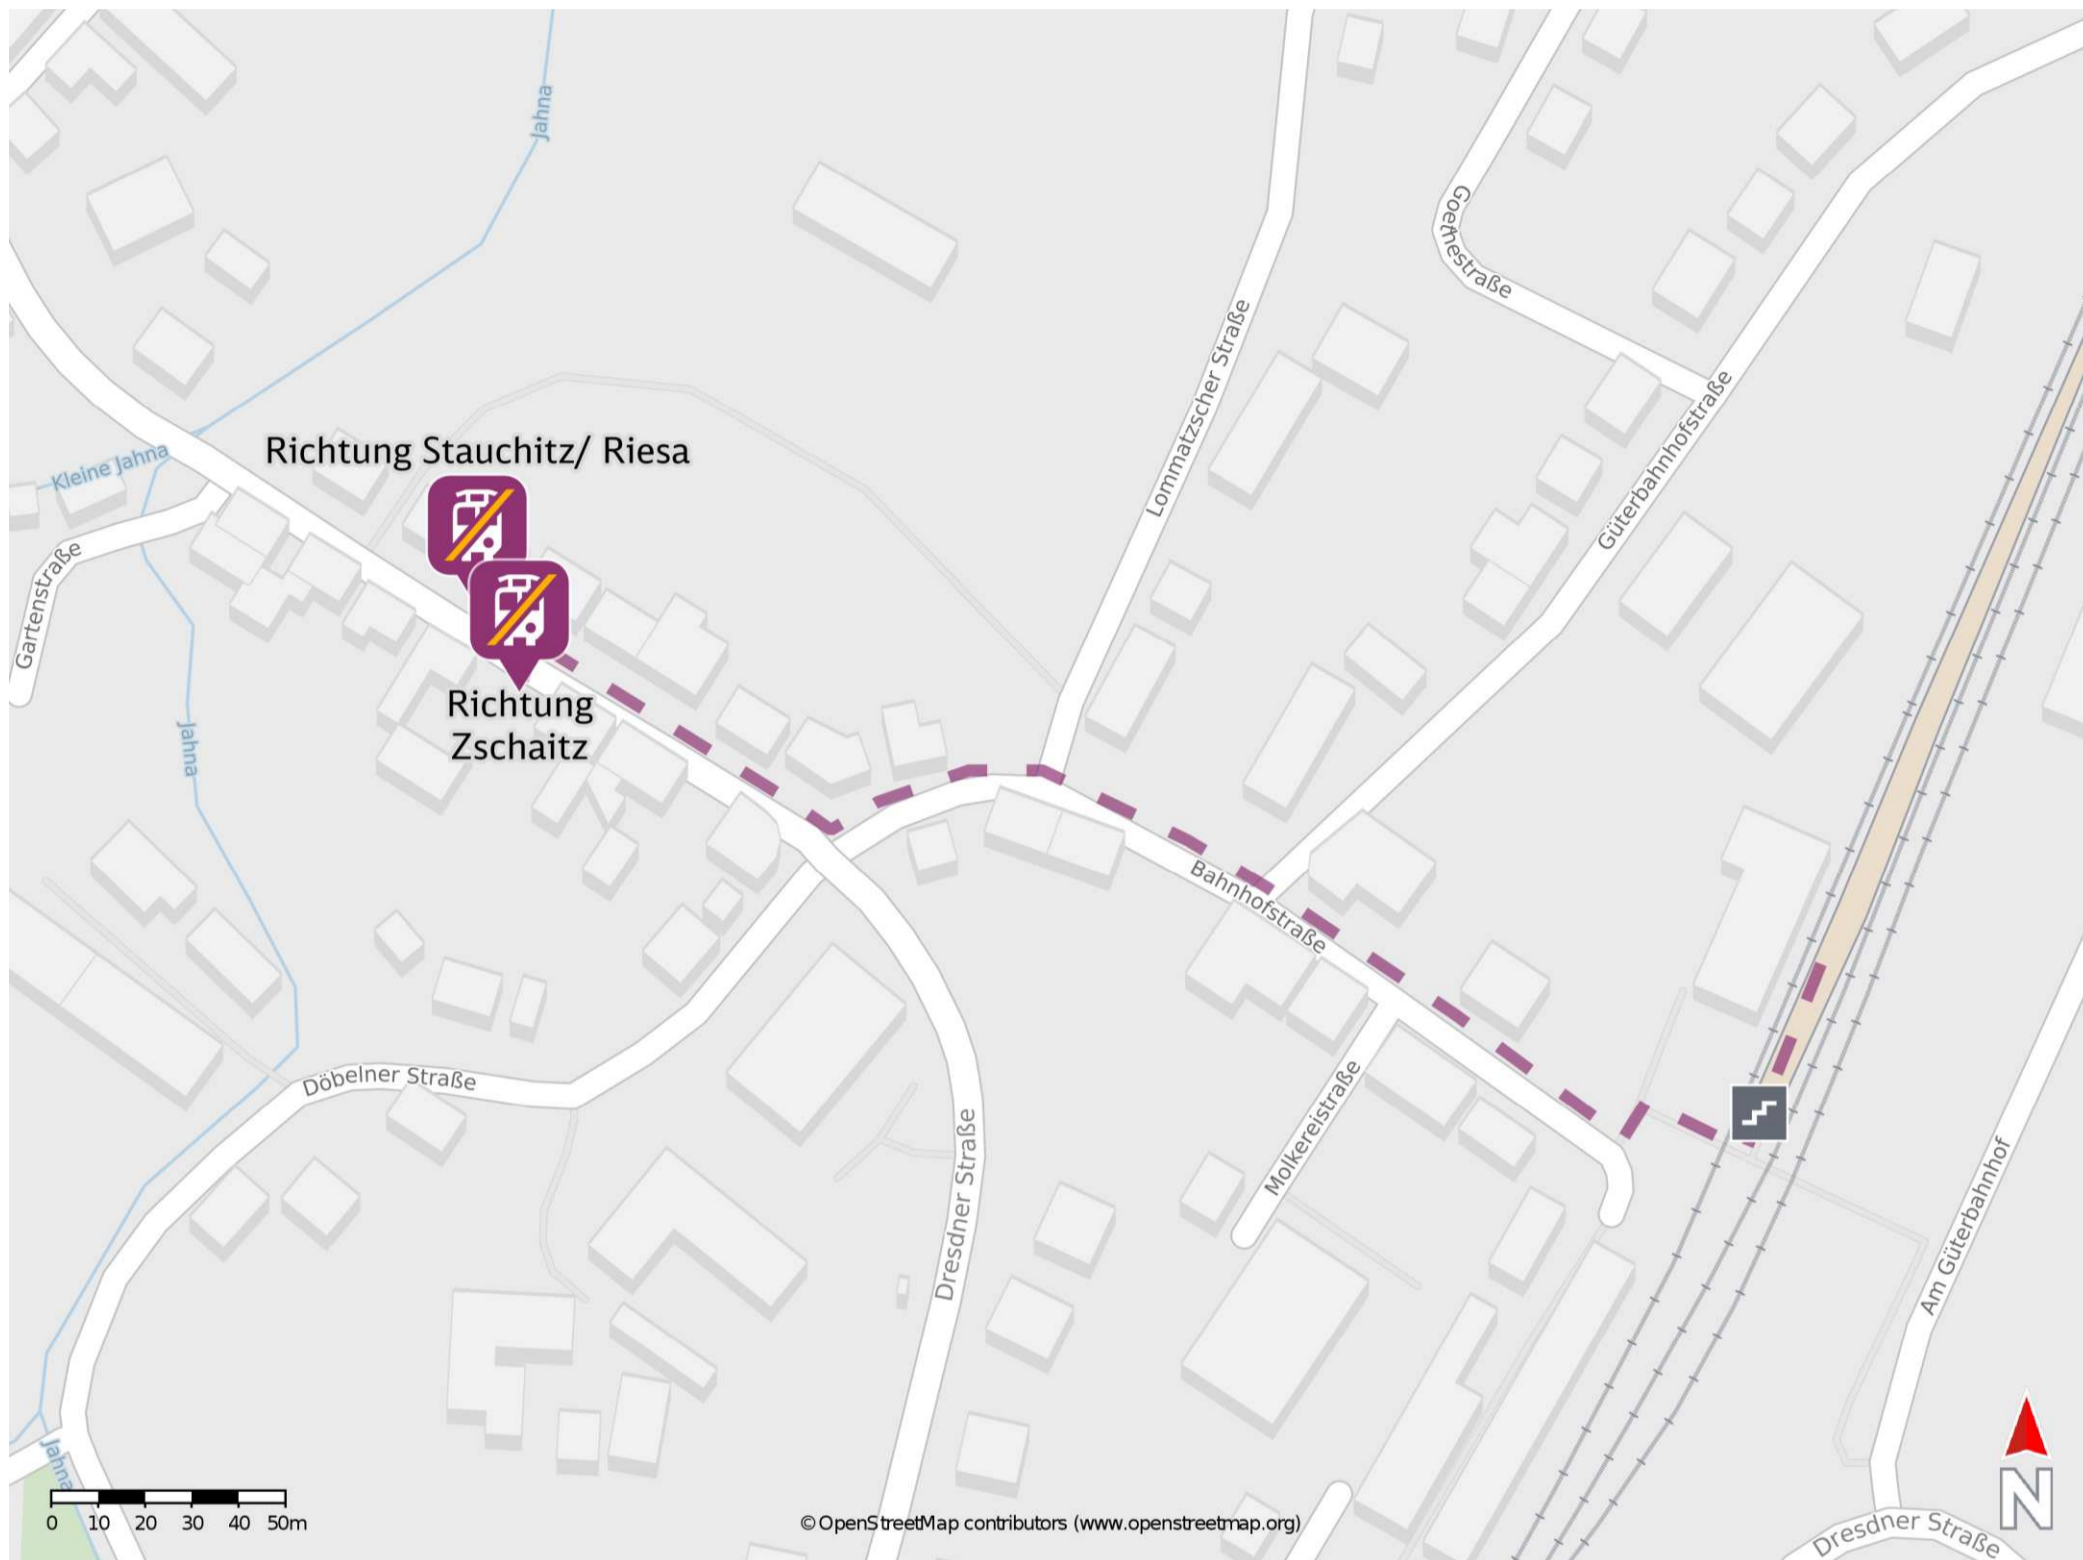 Jahna
Goethestraße
Lommatzscher Straße
Güterbahnhofstraße
Richtung Stauchitz/ Riesa
Kleine Jahna
Gartenstraße
Richtung
Zschaitz
Jahna
Bahnhofstraße
Döbelner Straße
Molkereistraße
Dresdner Straße
Am Güterbahnhof
Jahna
0 10 20 30 40 50m
©OpenStreetMap contributors (www.openstreetmap.org)
N
Dresdner Straße